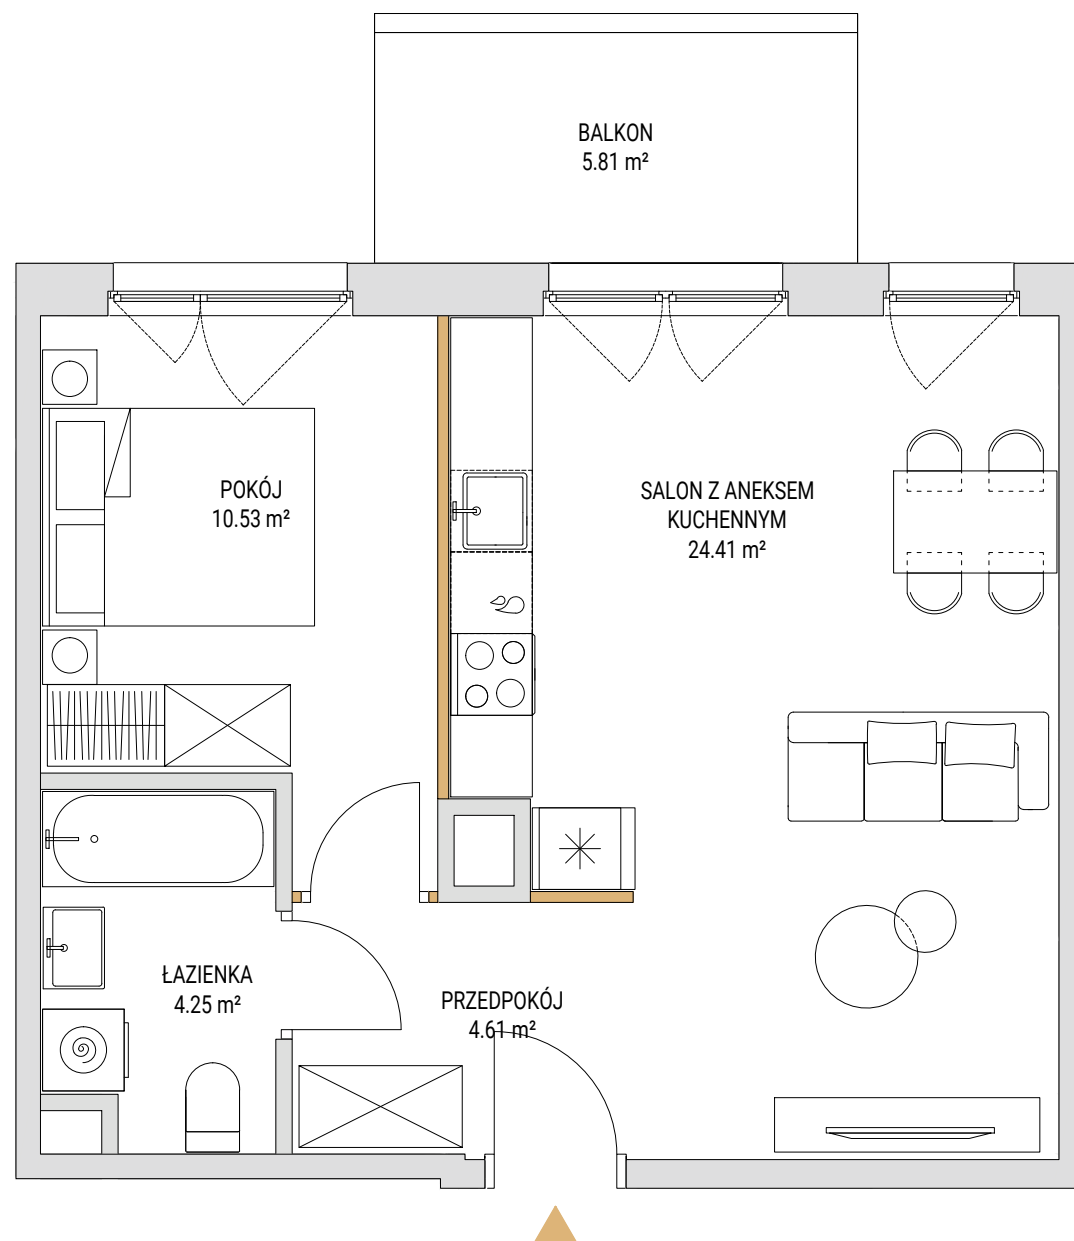 BALKON
5.81 m²
POKÓJ
10.53 m²
SALON Z ANEKSEM
KUCHENNYM
24.41 m²
ŁAZIENKA
4.25 m²
PRZEDPOKÓJ
4.61 m²